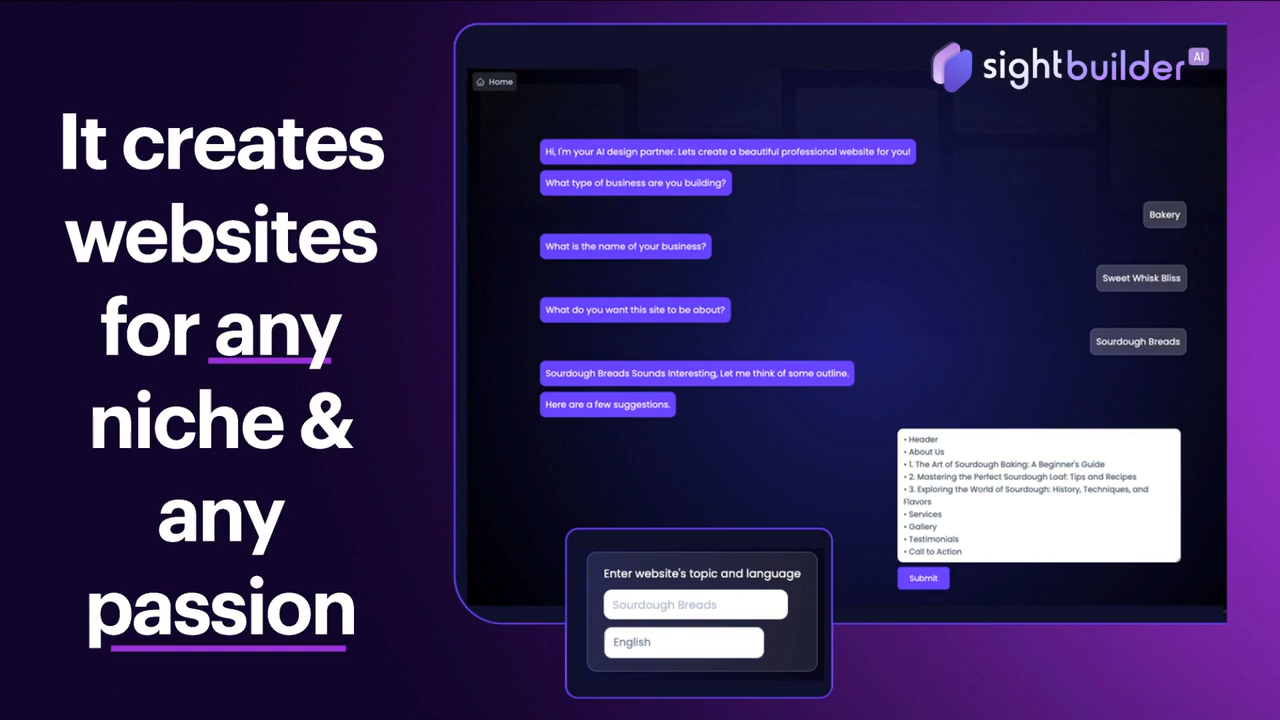 It creates
websites
for any
niche &
any
passion
sightbuilder AI
Home
Hi, I'm your AI design partner. Lets create a beautiful professional website for you!
What type of business are you building?
Bakery
What is the name of your business?
Sweet Whisk Bliss
What do you want this site to be about?
Sourdough Breads
Sourdough Breads Sounds Interesting, Let me think of some outline.
Here are a few suggestions.
• Header
• About Us
• 1. The Art of Sourdough Baking: A Beginner's Guide
• 2. Mastering the Perfect Sourdough Loaf: Tips and Recipes
• 3. Exploring the World of Sourdough: History, Techniques, and
Flavors
• Services
• Gallery
• Testimonials
• Call to Action
Submit
Enter website's topic and language
Sourdough Breads
English